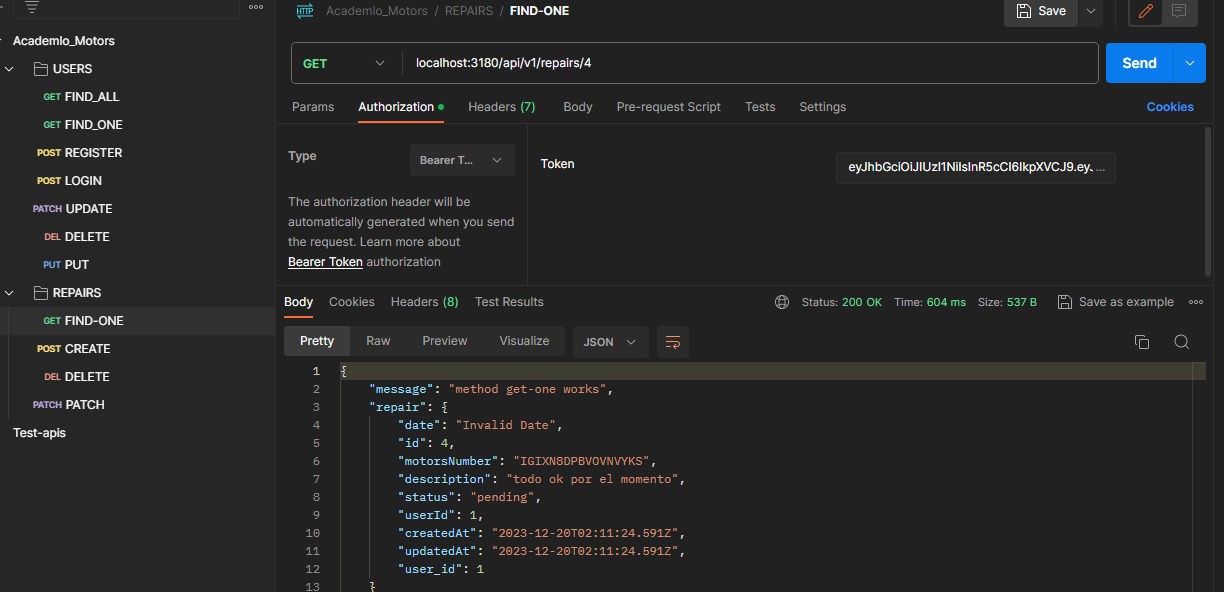 HTTP Academlo_Motors / REPAIRS / FIND-ONE Save
Academlo_Motors
USERS
GET FIND_ALL
GET FIND_ONE
POST REGISTER
POST LOGIN
PATCH UPDATE
DEL DELETE
PUT PUT
REPAIRS
GET FIND-ONE
POST CREATE
DEL DELETE
PATCH PATCH
Test-apis
GET localhost:3180/api/v1/repairs/4 Send
Params Authorization Headers (7) Body Pre-request Script Tests Settings Cookies
Type Bearer T...
The authorization header will be
automatically generated when you send
the request. Learn more about
Bearer Token authorization
Token eyJhbGciOiJIUzI1NiIsInR5cCI6IkpXVCJ9.eyJ ...
Body Cookies Headers (8) Test Results Status: 200 OK Time: 604 ms Size: 537 B Save as example
Pretty Raw Preview Visualize JSON
1 {
2 "message": "method get-one works",
3 "repair": {
4 "date": "Invalid Date",
5 "id": 4,
6 "motorsNumber": "IGIXN8DPBVOVNVYKS",
7 "description": "todo ok por el momento",
8 "status": "pending",
9 "userId": 1,
10 "createdAt": "2023-12-20T02:11:24.591Z",
11 "updatedAt": "2023-12-20T02:11:24.591Z",
12 "user_id": 1
13 }